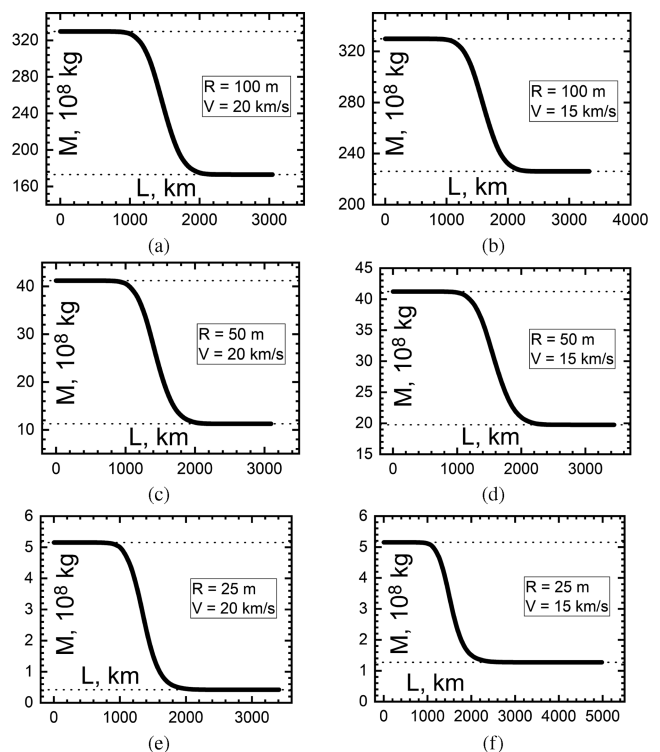 320
280
240
200
160
M, 10⁸ kg
R = 100 m
V = 20 km/s
L, km
0 1000 2000 3000
(a)
320
280
240
200
M, 10⁸ kg
R = 100 m
V = 15 km/s
L, km
0 1000 2000 3000 4000
(b)
40
30
20
10
M, 10⁸ kg
R = 50 m
V = 20 km/s
L, km
0 1000 2000 3000
(c)
45
40
35
30
25
20
15
M, 10⁸ kg
R = 50 m
V = 15 km/s
L, km
0 1000 2000 3000
(d)
6
5
4
3
2
1
0
M, 10⁸ kg
R = 25 m
V = 20 km/s
L, km
0 1000 2000 3000
(e)
6
5
4
3
2
1
0
M, 10⁸ kg
R = 25 m
V = 15 km/s
L, km
0 1000 2000 3000 4000 5000
(f)